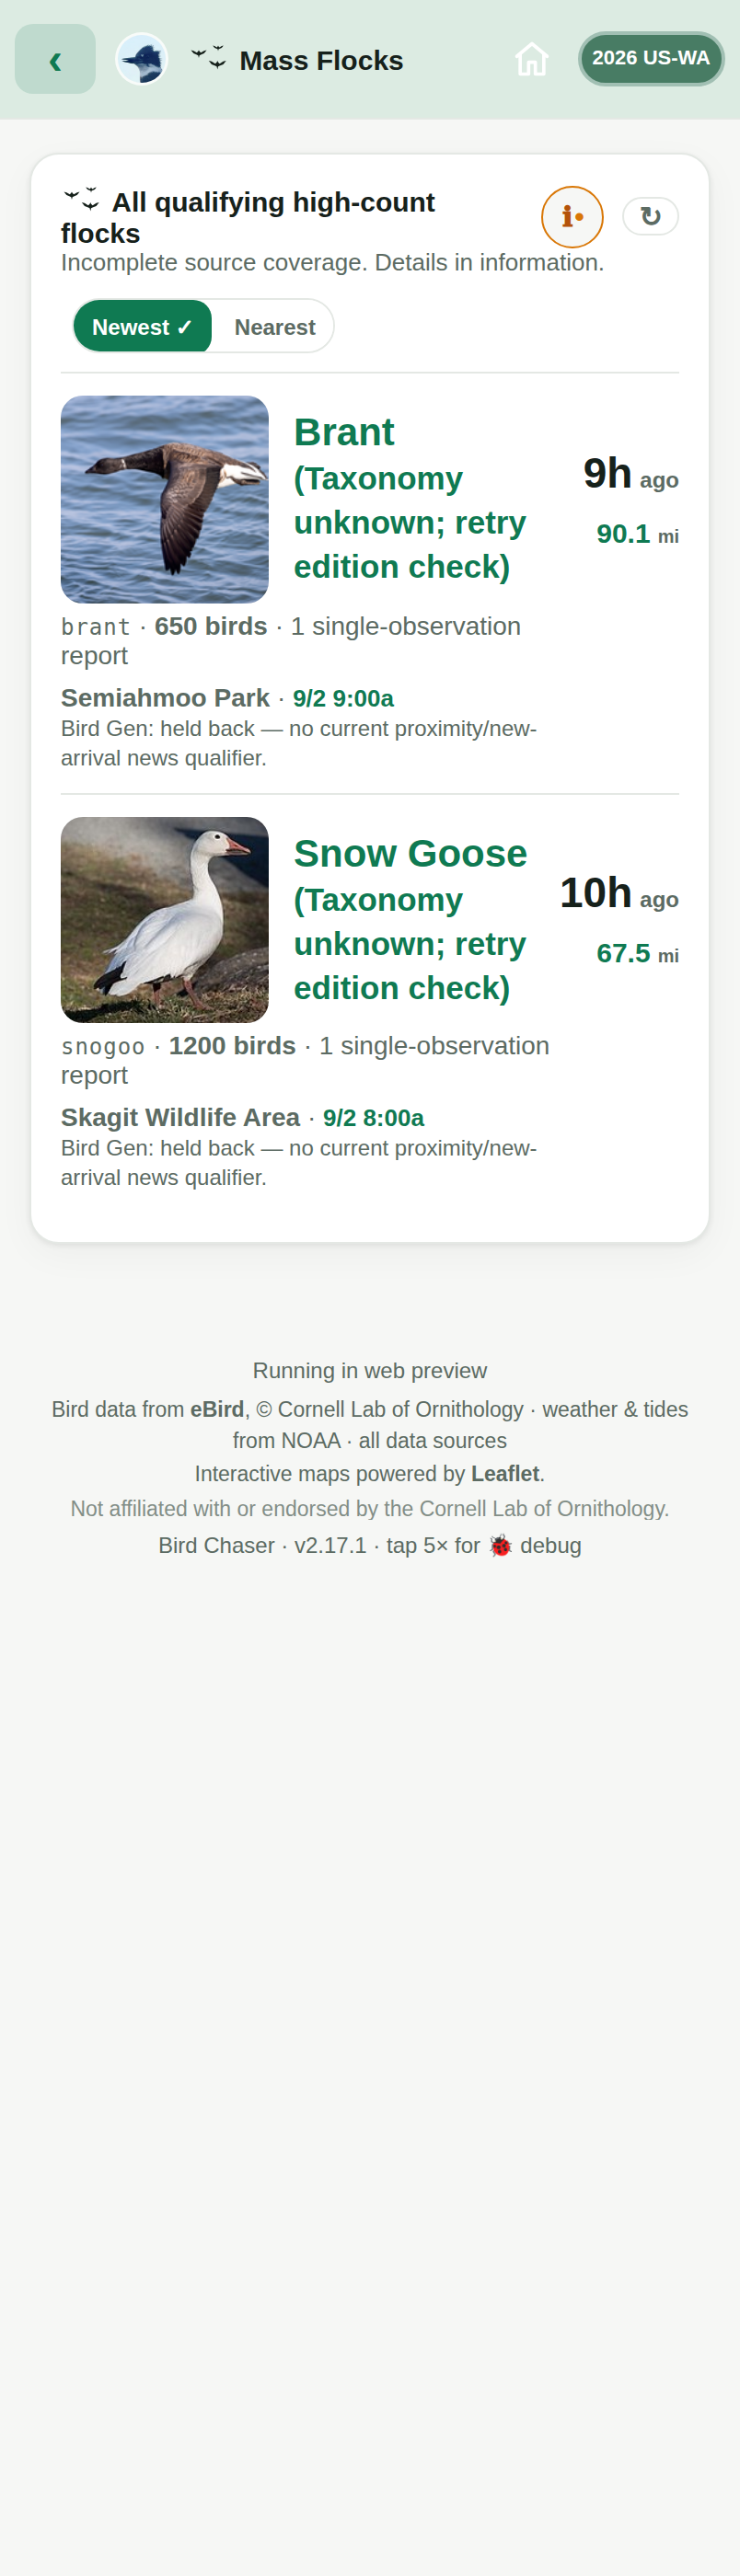 ‹ Mass Flocks 2026 US-WA
All qualifying high-count
flocks
i• ↻
Incomplete source coverage. Details in information.
Newest ✓ Nearest
Brant
(Taxonomy
unknown; retry
edition check)
9h ago
90.1 mi
brant · 650 birds · 1 single-observation
report
Semiahmoo Park · 9/2 9:00a
Bird Gen: held back — no current proximity/new-
arrival news qualifier.
Snow Goose
(Taxonomy
unknown; retry
edition check)
10h ago
67.5 mi
snogoo · 1200 birds · 1 single-observation
report
Skagit Wildlife Area · 9/2 8:00a
Bird Gen: held back — no current proximity/new-
arrival news qualifier.
Running in web preview
Bird data from eBird, © Cornell Lab of Ornithology · weather & tides
from NOAA · all data sources
Interactive maps powered by Leaflet.
Not affiliated with or endorsed by the Cornell Lab of Ornithology.
Bird Chaser · v2.17.1 · tap 5× for 🐞 debug